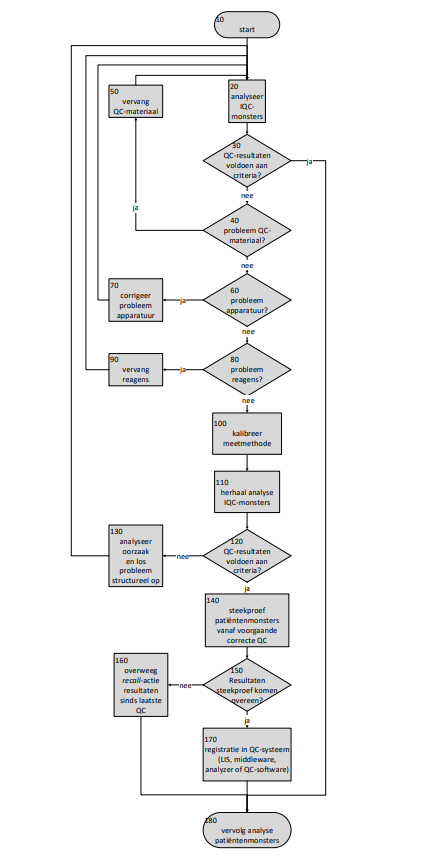 10
start
20
analyseer
IQC-
monsters
30
QC-resultaten
voldoen aan
criteria?
ja
nee
40
probleem QC-
materiaal?
ja
50
vervang
QC-materiaal
nee
60
probleem
apparatuur?
ja
70
corrigeer
probleem
apparatuur
nee
80
probleem
reagens?
ja
90
vervang
reagens
nee
100
kalibreer
meetmethode
110
herhaal analyse
IQC-monsters
120
QC-resultaten
voldoen aan
criteria?
nee
130
analyseer
oorzaak
en los
probleem
structureel op
ja
140
steekproef
patiëntenmonsters
vanaf voorgaande
correcte QC
150
Resultaten
steekproef komen
overeen?
nee
160
overweeg
recall-actie
resultaten
sinds laatste
QC
ja
170
registratie in QC-systeem
(LIS, middleware,
analyzer of QC-software)
180
vervolg analyse
patiëntenmonsters